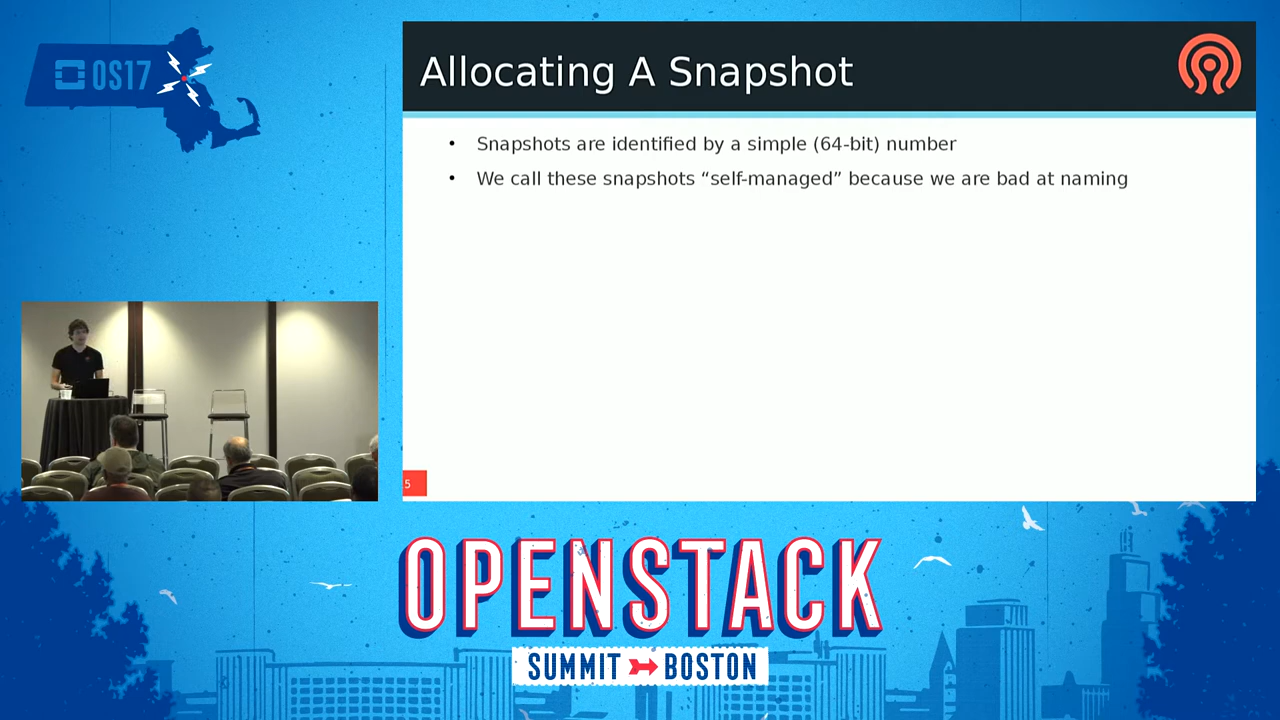 OS17
Allocating A Snapshot
• Snapshots are identified by a simple (64-bit) number
• We call these snapshots “self-managed” because we are bad at naming
5
OPENSTACK
SUMMIT BOSTON